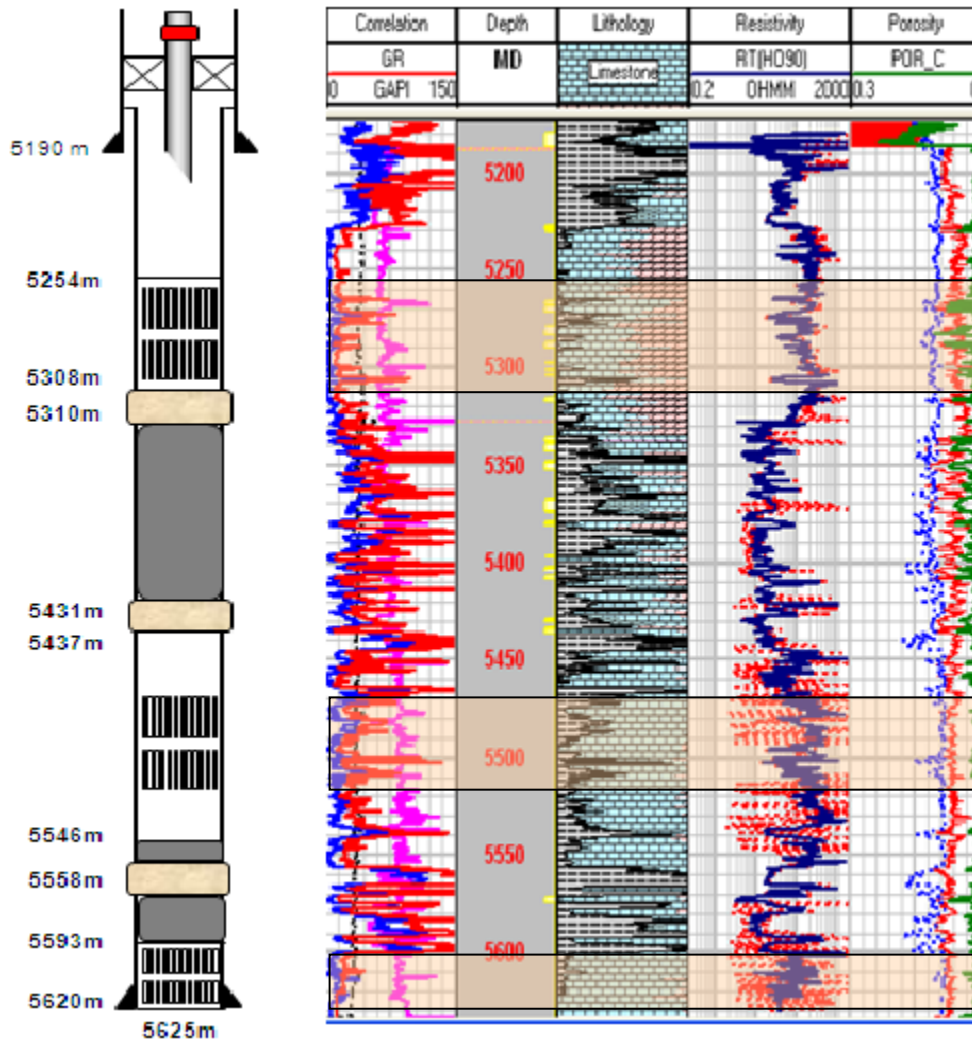 Correlation Depth Lithology Resistivity Porosity
GR MD Limestone RT(HO90) POR_C
0 GAPI 150 0.2 OHMM 2000 0.3 0
5190 m
5254m
5308m
5310m
5431m
5437m
5546m
5558m
5593m
5620m
5625m
5200
5250
5300
5350
5400
5450
5500
5550
5600